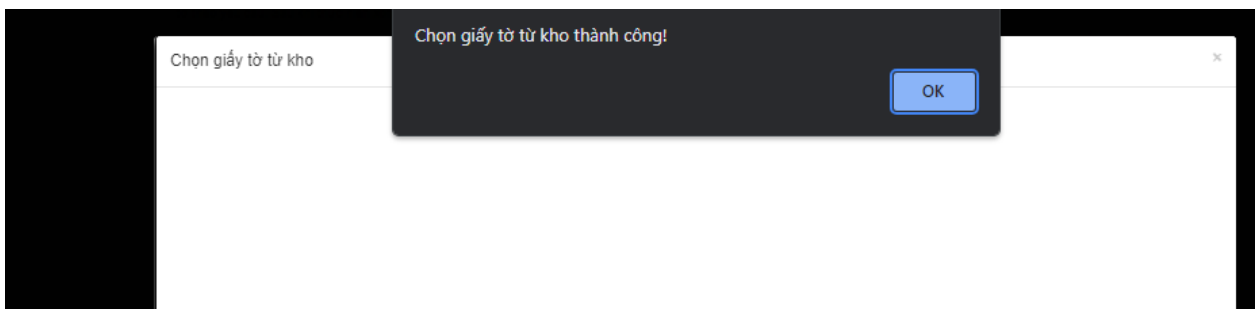 Chọn giấy tờ từ kho thành công!
Chọn giấy tờ từ kho
×
OK